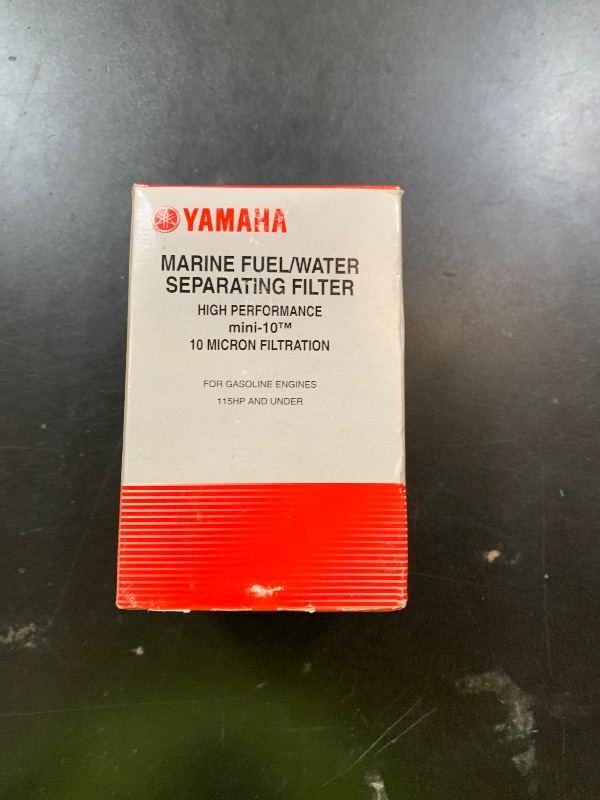 YAMAHA
MARINE FUEL/WATER
SEPARATING FILTER
HIGH PERFORMANCE
mini-10™
10 MICRON FILTRATION
FOR GASOLINE ENGINES
115HP AND UNDER